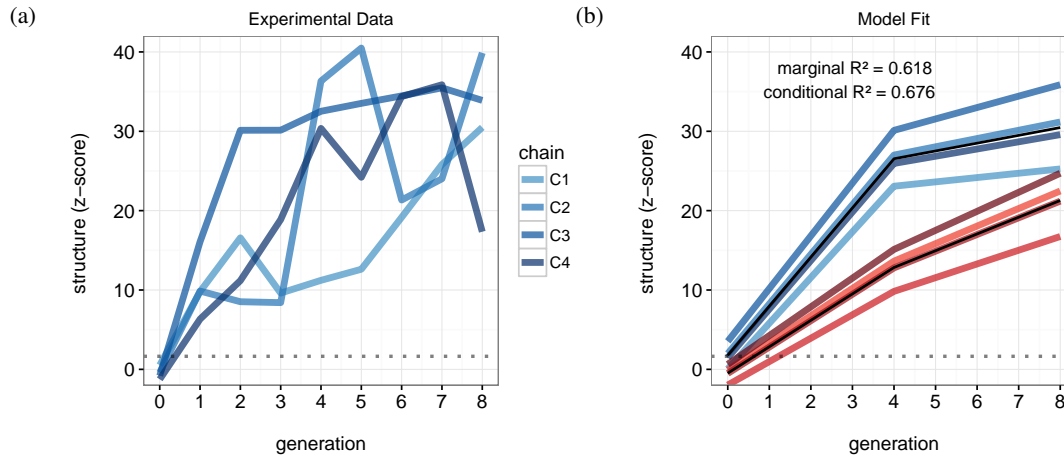 (a)
Experimental Data
40
30
20
10
0
structure (z−score)
0 1 2 3 4 5 6 7 8
generation
chain
C1
C2
C3
C4
(b)
Model Fit
marginal R² = 0.618
conditional R² = 0.676
40
30
20
10
0
structure (z−score)
0 1 2 3 4 5 6 7 8
generation